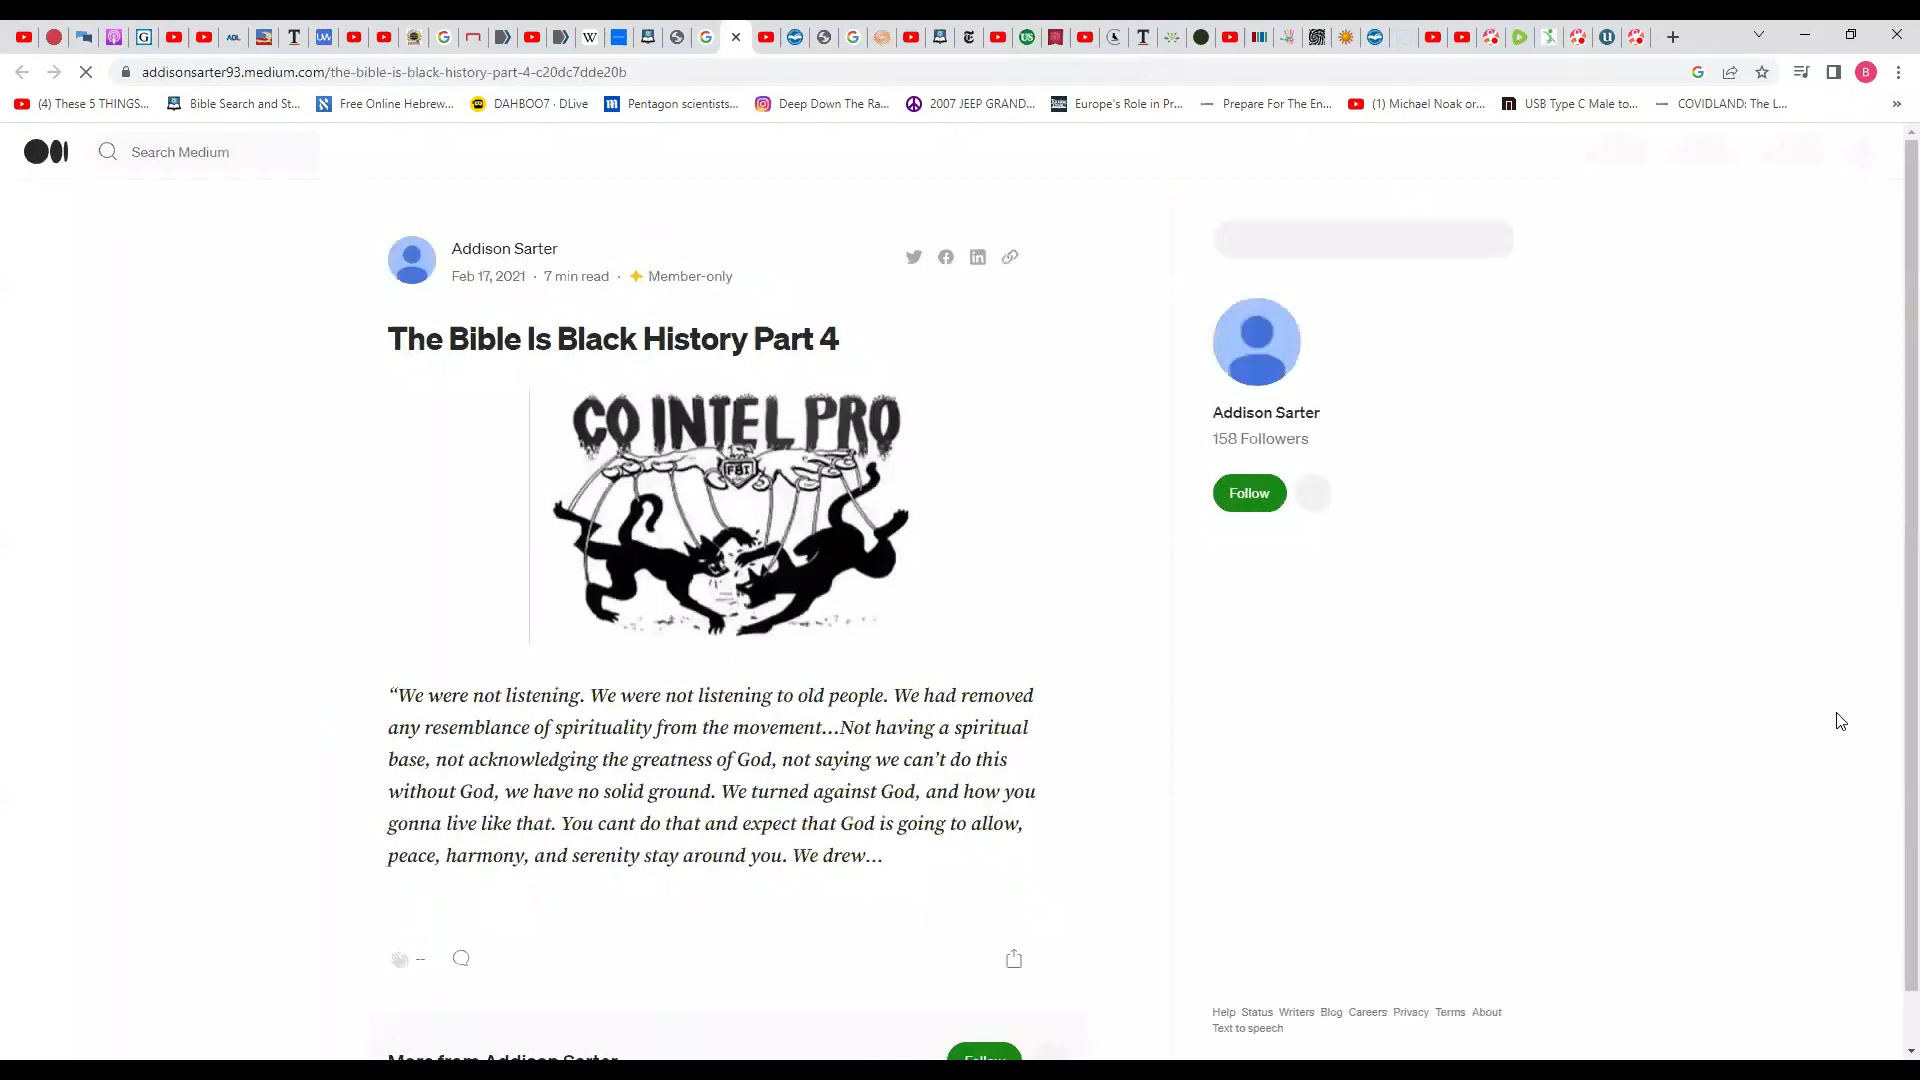 addisonsarter93.medium.com/the-bible-is-black-history-part-4-c20dc7dde20b
B
(4) These 5 THINGS...
Bible Search and St...
Free Online Hebrew...
DAHBOO7 · DLive
Pentagon scientists...
Deep Down The Ra...
2007 JEEP GRAND...
Europe's Role in Pr...
Prepare For The En...
(1) Michael Noak or...
USB Type C Male to...
COVIDLAND: The L...
»
Search Medium
Addison Sarter
Feb 17, 2021 · 7 min read · Member-only
The Bible Is Black History Part 4
CO INTEL PRO
FBI
“We were not listening. We were not listening to old people. We had removed
any resemblance of spirituality from the movement…Not having a spiritual
base, not acknowledging the greatness of God, not saying we can’t do this
without God, we have no solid ground. We turned against God, and how you
gonna live like that. You cant do that and expect that God is going to allow,
peace, harmony, and serenity stay around you. We drew…
--
More from Addison Sarter
Follow
Addison Sarter
158 Followers
Follow
Help Status Writers Blog Careers Privacy Terms About
Text to speech